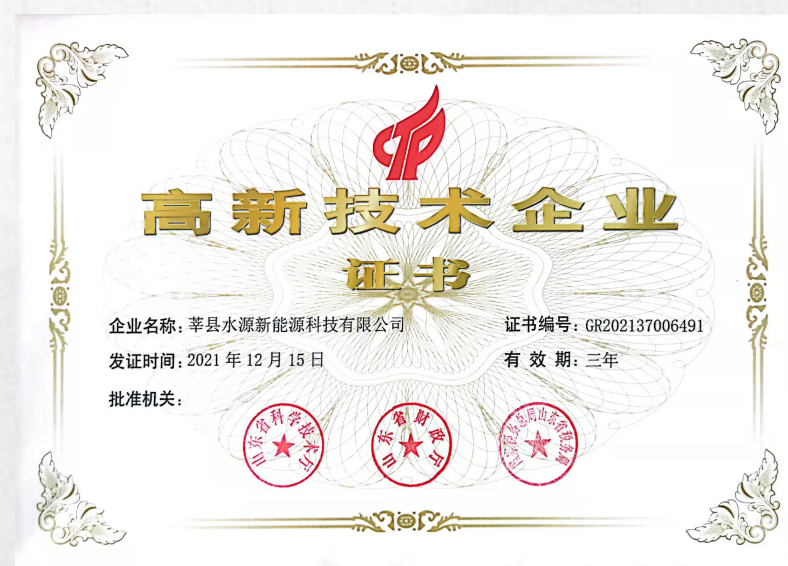 高新技术企业
证书
企业名称：莘县水源新能源科技有限公司
证书编号：GR202137006491
发证时间：2021年12月15日
有效期：三年
批准机关：
山东省科学技术厅
山东省财政厅
国家税务总局山东省税务局